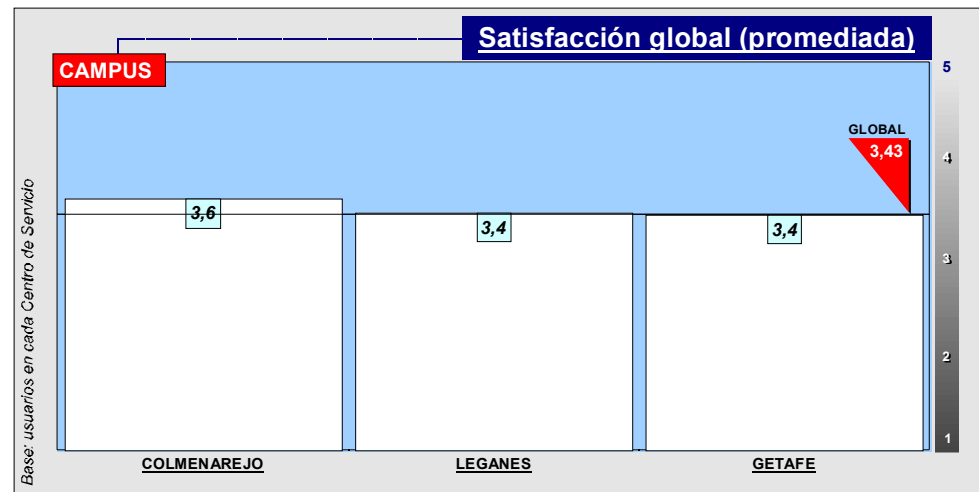 Satisfacción global (promediada)
CAMPUS
5
GLOBAL
3,43
4
3,6
3,4
3,4
3
2
1
COLMENAREJO
LEGANES
GETAFE
Base: usuarios en cada Centro de Servicio